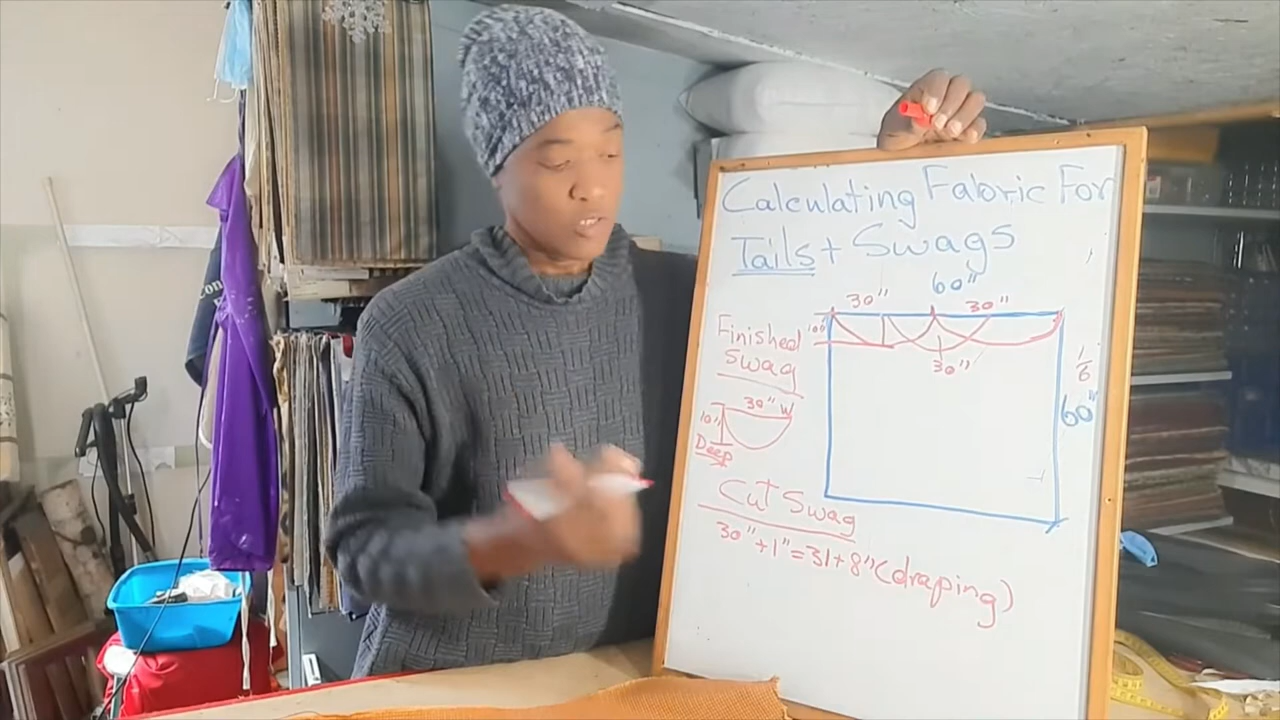 Calculating Fabric For
Tails + Swags
60"
30" 30"
10"
30"
1/6
60"
Finished
Swag
30" W
10"
Deep
Cut Swag
30" + 1" = 31 + 8" (draping)